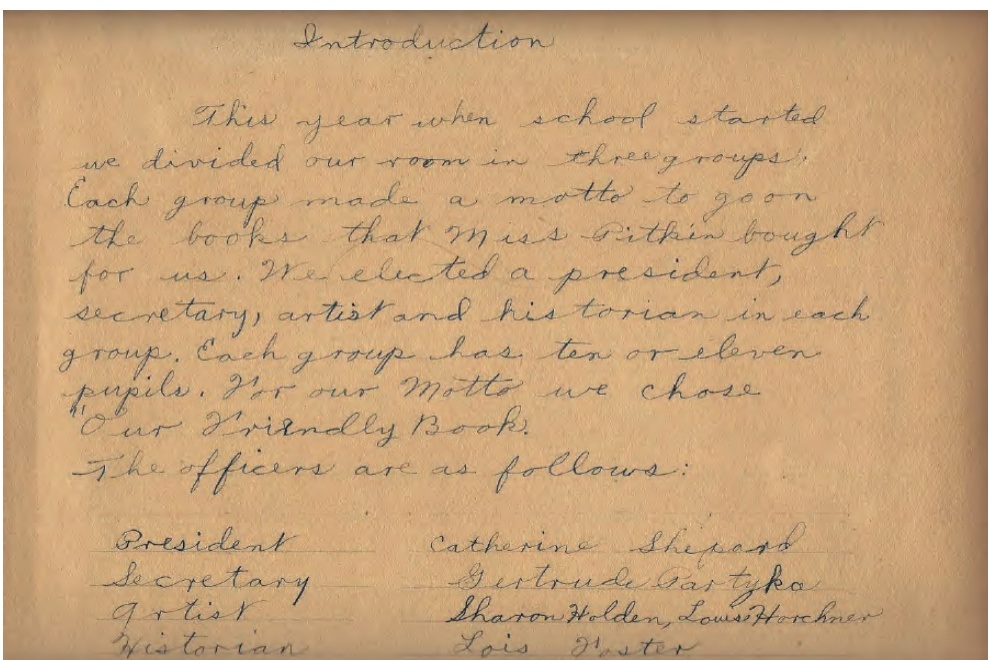 Introduction
This year when school started
we divided our room in three groups.
Each group made a motto to go on
the books that Miss Pitkin bought
for us. We elected a president,
secretary, artist and historian in each
group. Each group has ten or eleven
pupils. For our Motto we chose
"Our Friendly Book.
The officers are as follows:
President Catherine Shepard
Secretary Gertrude Partyka
Artist Sharon Holden, Louis Horchner
Historian Lois Foster